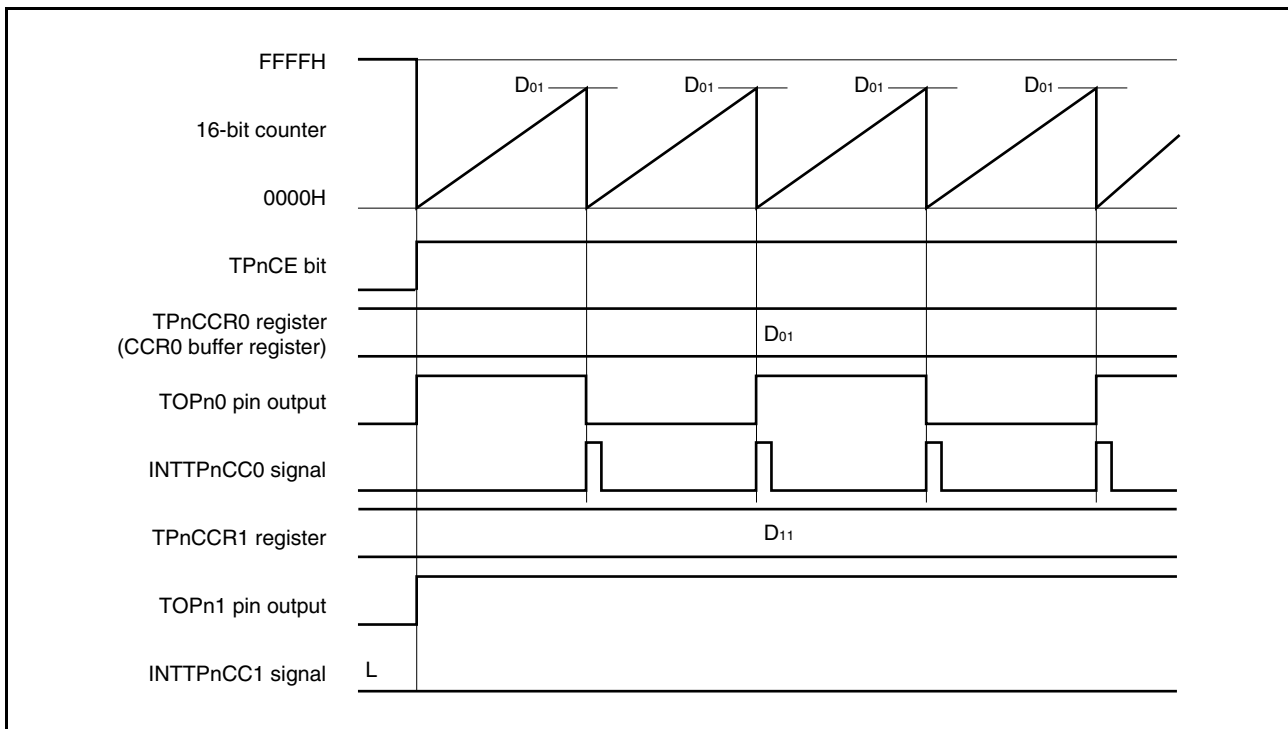 FFFFH
D01 D01 D01 D01
16-bit counter
0000H
TPnCE bit
TPnCCR0 register
(CCR0 buffer register)
D01
TOPn0 pin output
INTTPnCC0 signal
TPnCCR1 register
D11
TOPn1 pin output
INTTPnCC1 signal
L